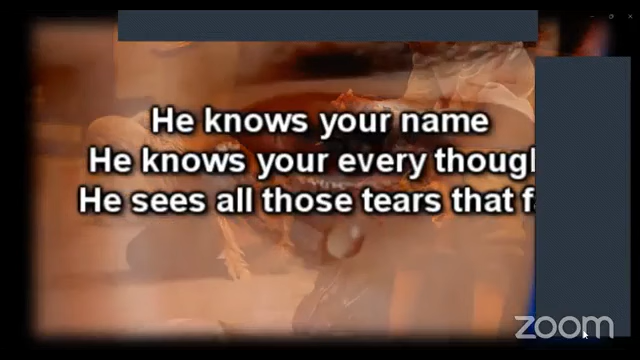 He knows your name
He knows your every though
He sees all those tears that f
zoom